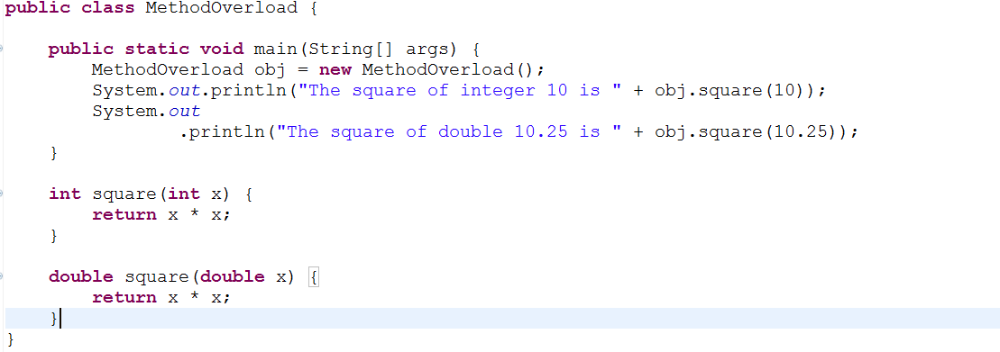 public class MethodOverload {
public static void main(String[] args) {
MethodOverload obj = new MethodOverload();
System.out.println("The square of integer 10 is " + obj.square(10));
System.out
.println("The square of double 10.25 is " + obj.square(10.25));
}
int square(int x) {
return x * x;
}
double square(double x) {
return x * x;
}
}